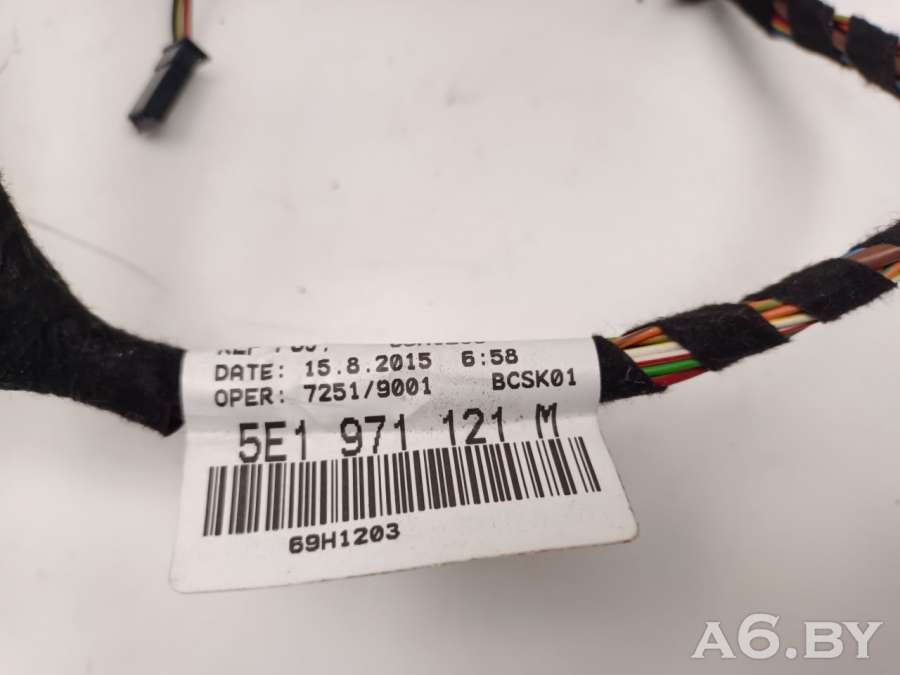 DATE: 15.8.2015 6:58
OPER: 7251/9001 BCSK01
5E1 971 121 M
69H1203
A6.BY